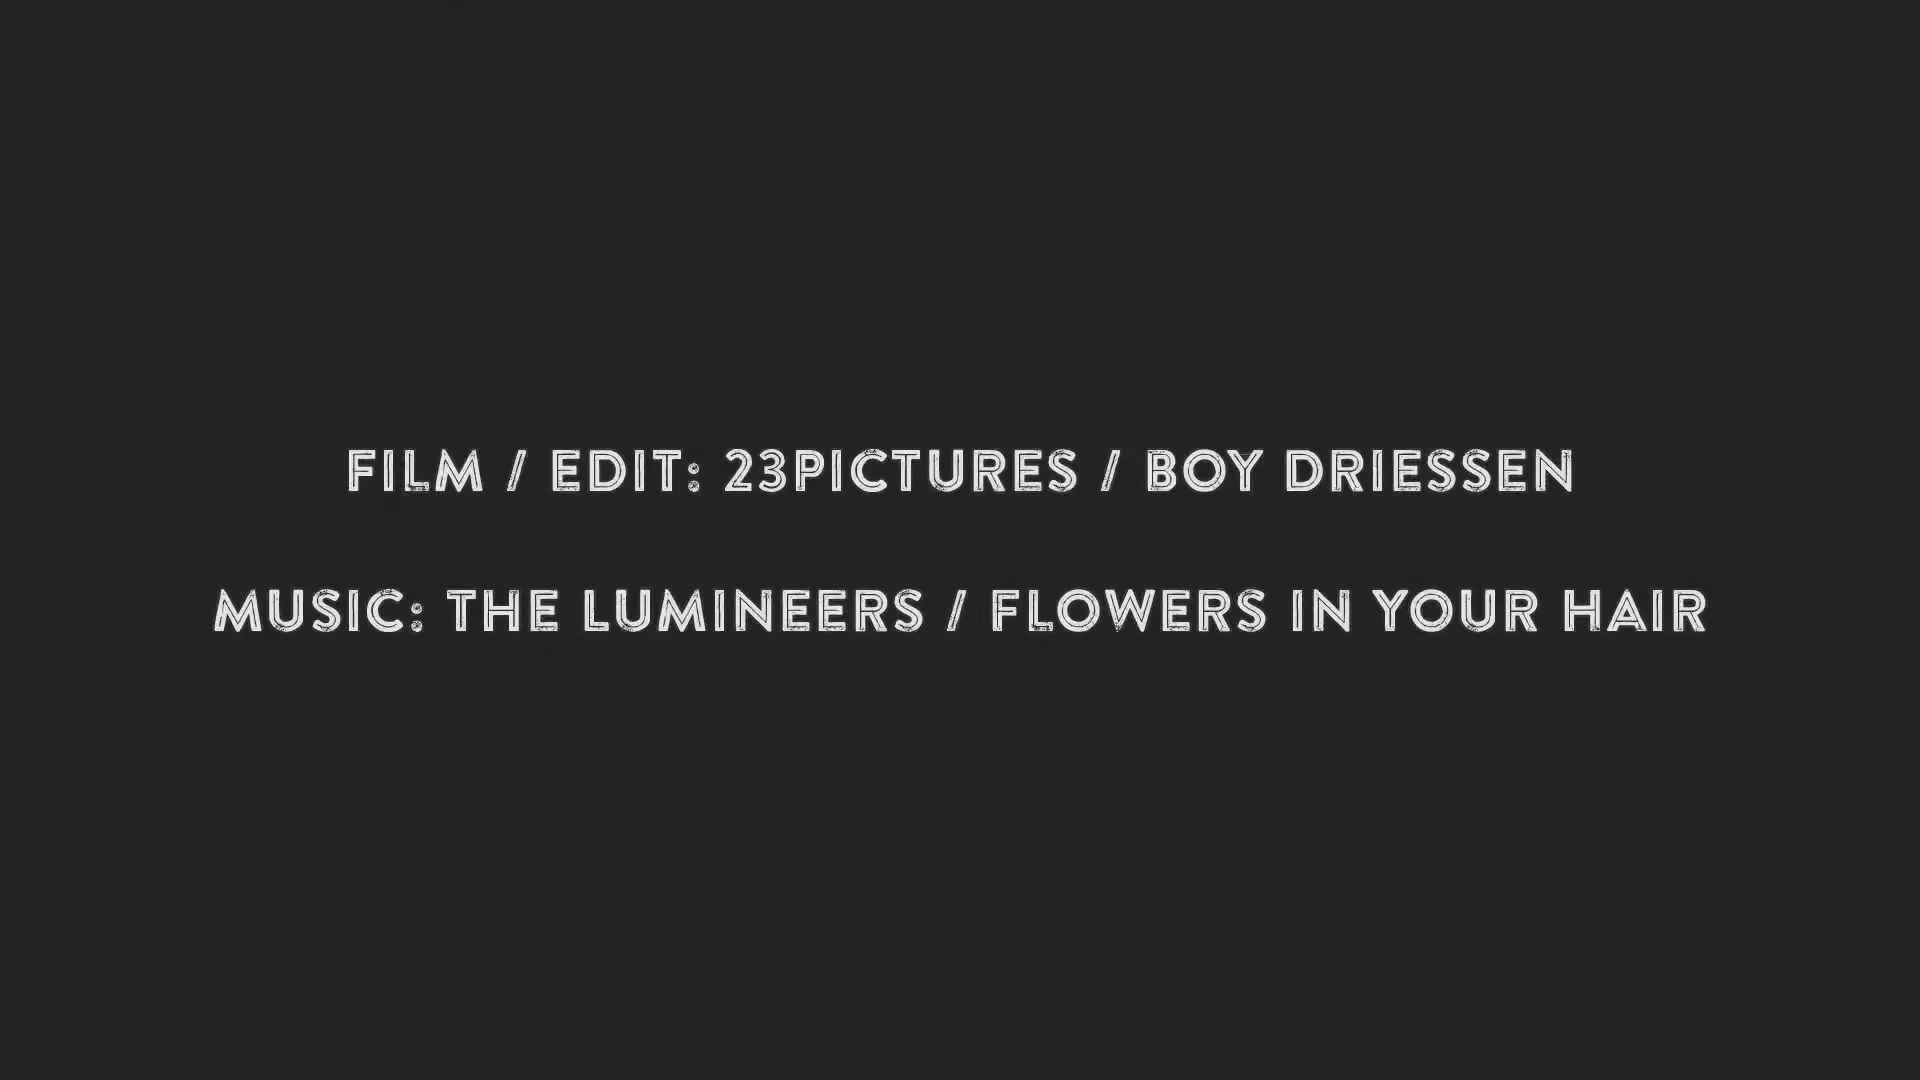 FILM / EDIT: 23PICTURES / BOY DRIESSEN
MUSIC: THE LUMINEERS / FLOWERS IN YOUR HAIR